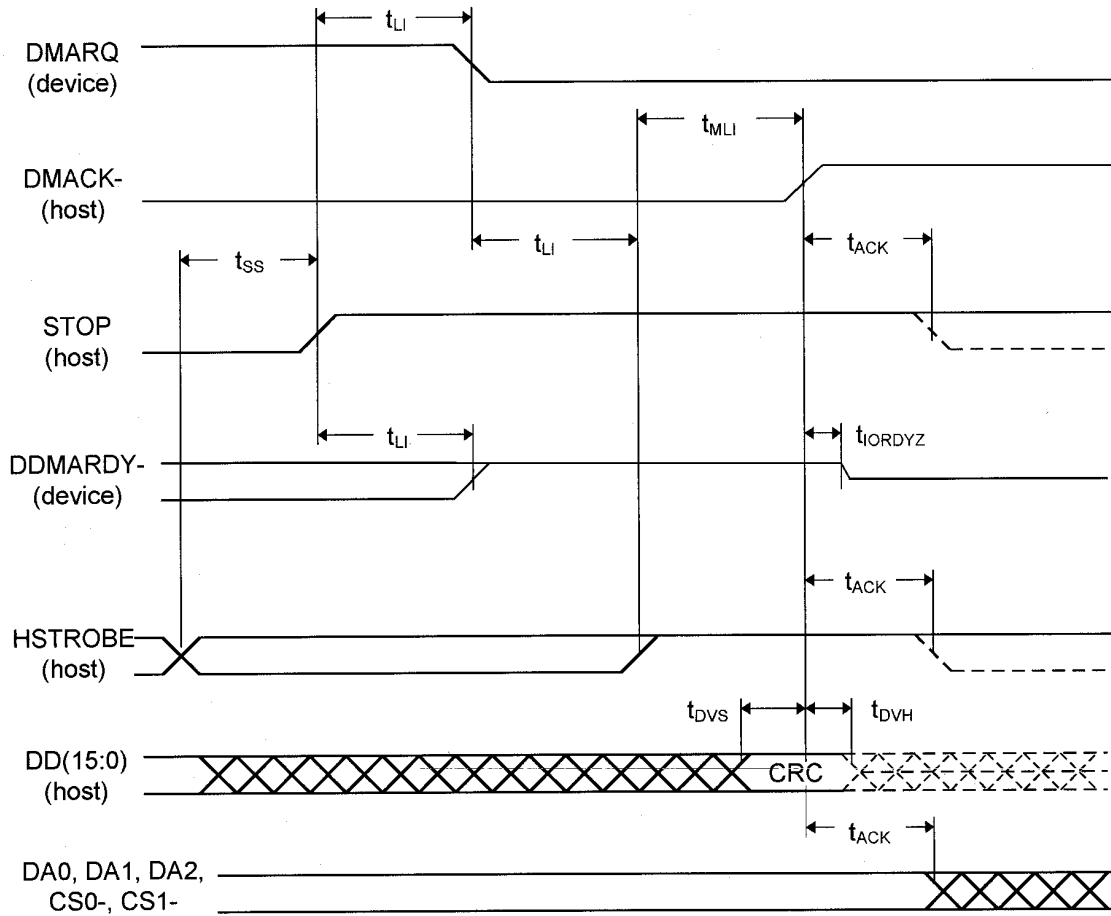 tLI
DMARQ
(device)
tMLI
DMACK-
(host)
tLI
tACK
tSS
STOP
(host)
tLI
tIORDYZ
DDMARDY-
(device)
tACK
HSTROBE
(host)
tDVS
tDVH
DD(15:0)
(host)
CRC
tACK
DA0, DA1, DA2,
CS0-, CS1-